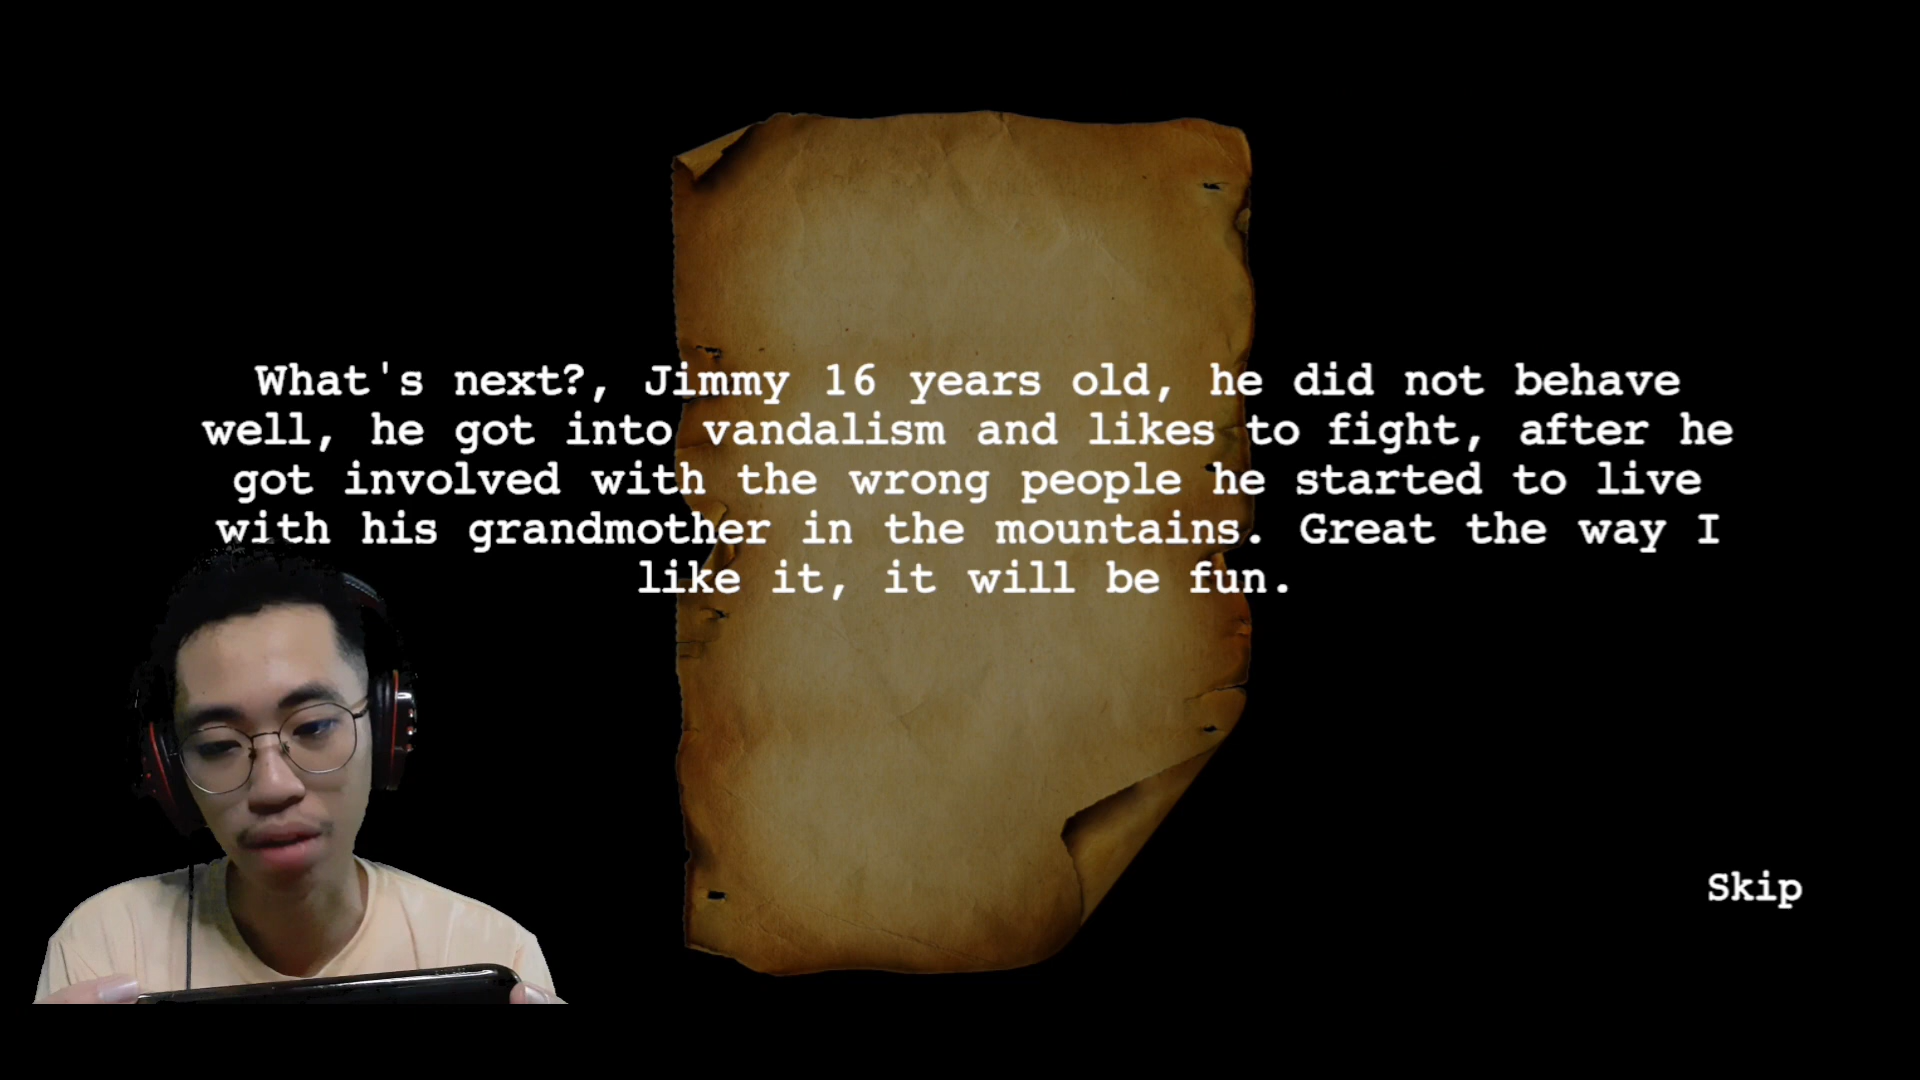 What's next?, Jimmy 16 years old, he did not behave
well, he got into vandalism and likes to fight, after he
got involved with the wrong people he started to live
with his grandmother in the mountains. Great the way I
like it, it will be fun.
Skip